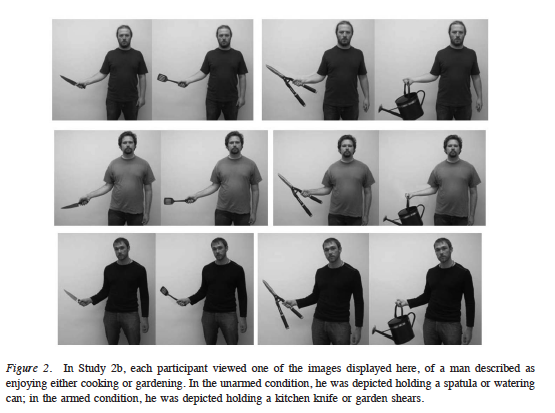 Figure 2. In Study 2b, each participant viewed one of the images displayed here, of a man described as
enjoying either cooking or gardening. In the unarmed condition, he was depicted holding a spatula or watering
can; in the armed condition, he was depicted holding a kitchen knife or garden shears.